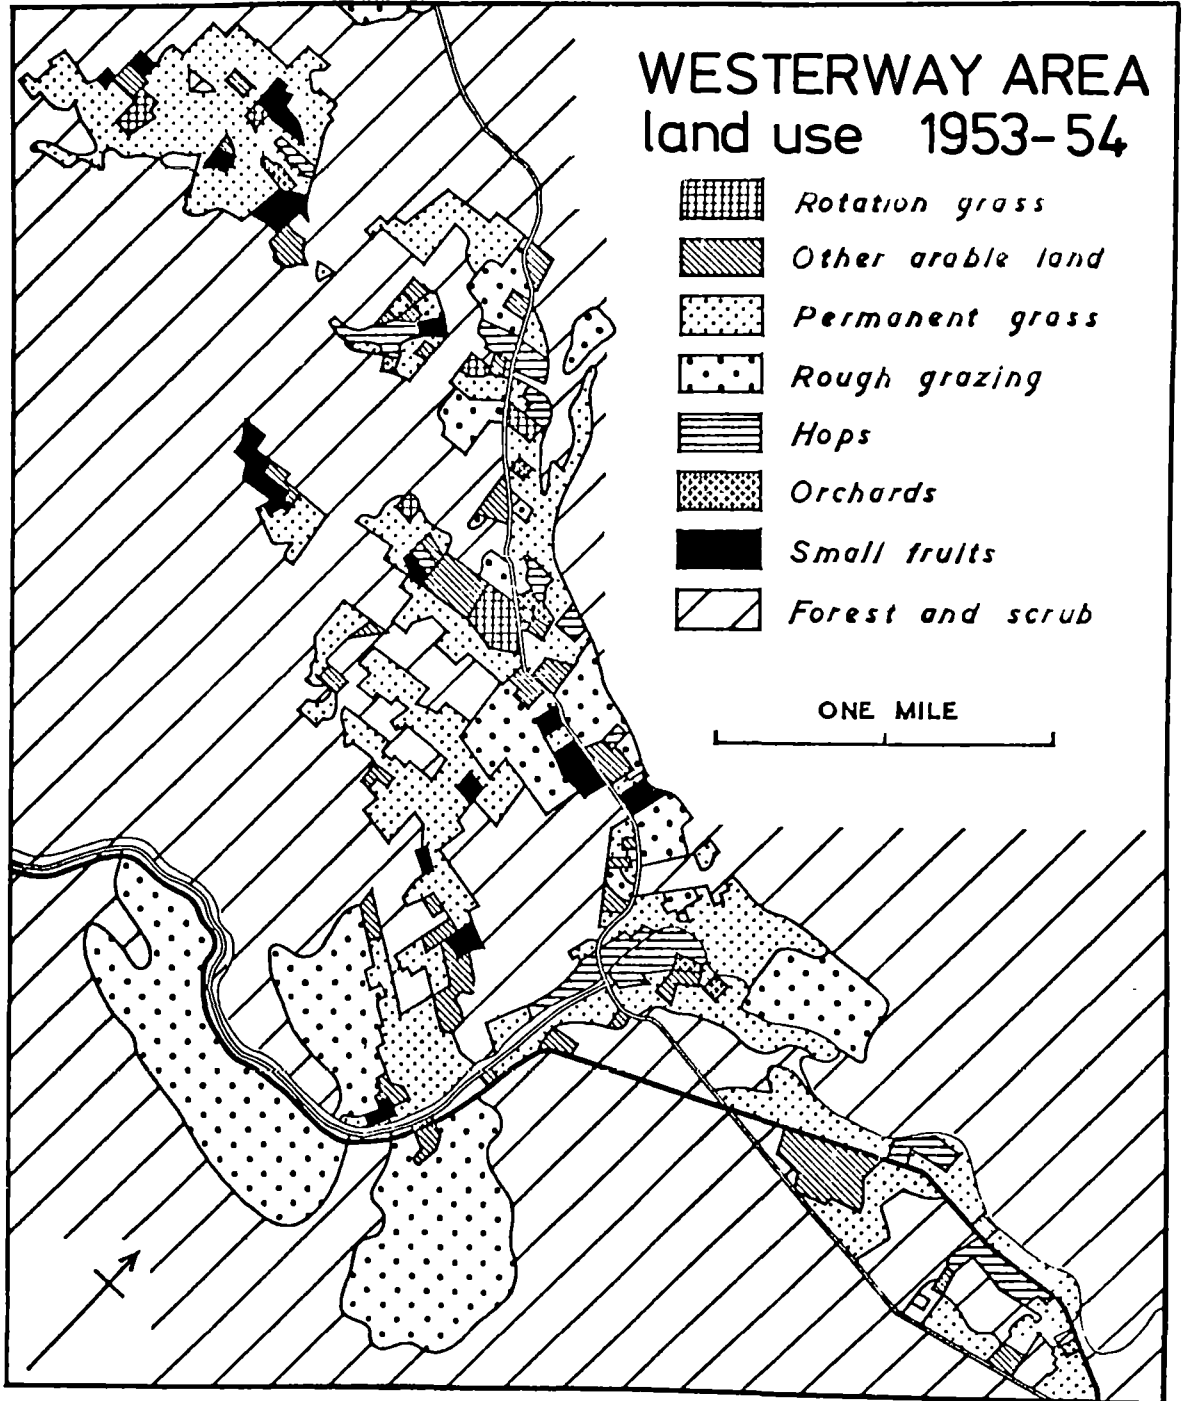 WESTERWAY AREA
land use 1953-54
Rotation grass
Other arable land
Permanent grass
Rough grazing
Hops
Orchards
Small fruits
Forest and scrub
ONE MILE